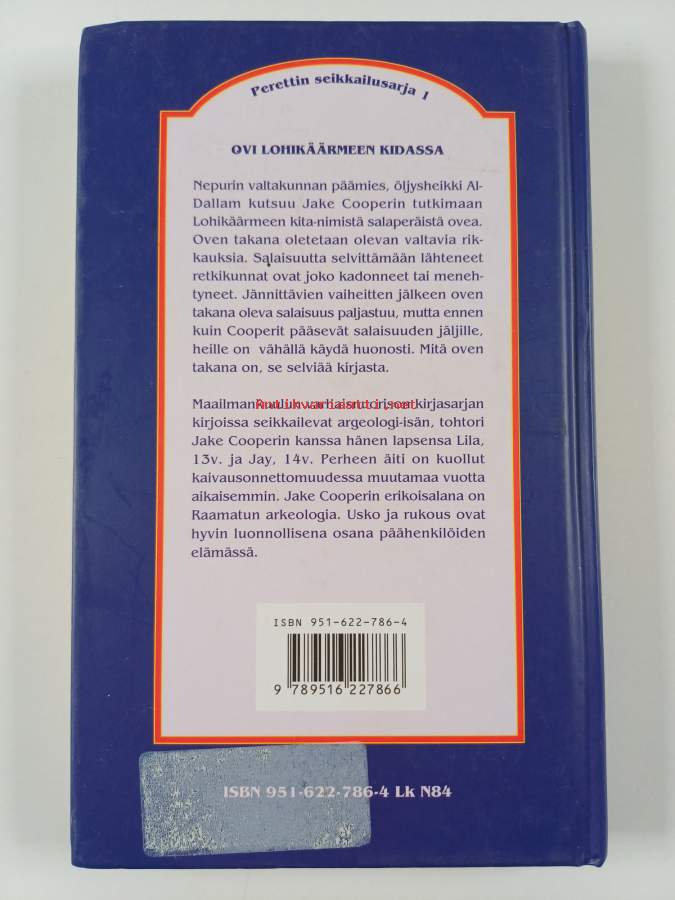 Perettin seikkailusarja 1
OVI LOHIKÄÄRMEEN KIDASSA
Nepurin valtakunnan päämies, öljysheikki Al-
Dallam kutsuu Jake Cooperin tutkimaan
Lohikäärmeen kita-nimistä salaperäistä ovea.
Oven takana oletetaan olevan valtavia rik-
kauksia. Salaisuutta selvittämään lähteneet
retkikunnat ovat joko kadonneet tai meneh-
tyneet. Jännittävien vaiheitten jälkeen oven
takana oleva salaisuus paljastuu, mutta ennen
kuin Cooperit pääsevät salaisuuden jäljille,
heille on vähällä käydä huonosti. Mitä oven
takana on, se selviää kirjasta.
Maailmankuulun varhaisnuorison kirjasarjan
Antikvariaatti.net
kirjoissa seikkailevat argeologi-isän, tohtori
Jake Cooperin kanssa hänen lapsensa Lila,
13v. ja Jay, 14v. Perheen äiti on kuollut
kaivausonnettomuudessa muutamaa vuotta
aikaisemmin. Jake Cooperin erikoisalana on
Raamatun arkeologia. Usko ja rukous ovat
hyvin luonnollisena osana päähenkilöiden
elämässä.
ISBN 951-622-786-4
9 789516 227866
ISBN 951-622-786-4 Lk N84